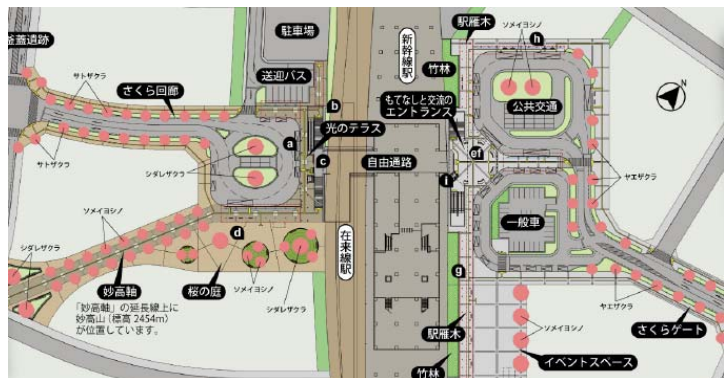 釜蓋遺跡
サトザクラ
さくら回廊
駐車場
送迎バス
b
光のテラス
a
c
シダレザクラ
サトザクラ
ソメイヨシノ
d
シダレザクラ
妙高軸
「妙高軸」の延長線上に
妙高山(標高 2454m)
が位置しています。
桜の庭
ソメイヨシノ
シダレザクラ
在来線駅
新幹線駅
自由通路
駅雁木
竹林
もてなしと交流の
エントランス
ef
i
g
ソメイヨシノ
h
公共交通
N
ヤエザクラ
一般車
ヤエザクラ
さくらゲート
ソメイヨシノ
イベントスペース
駅雁木
竹林